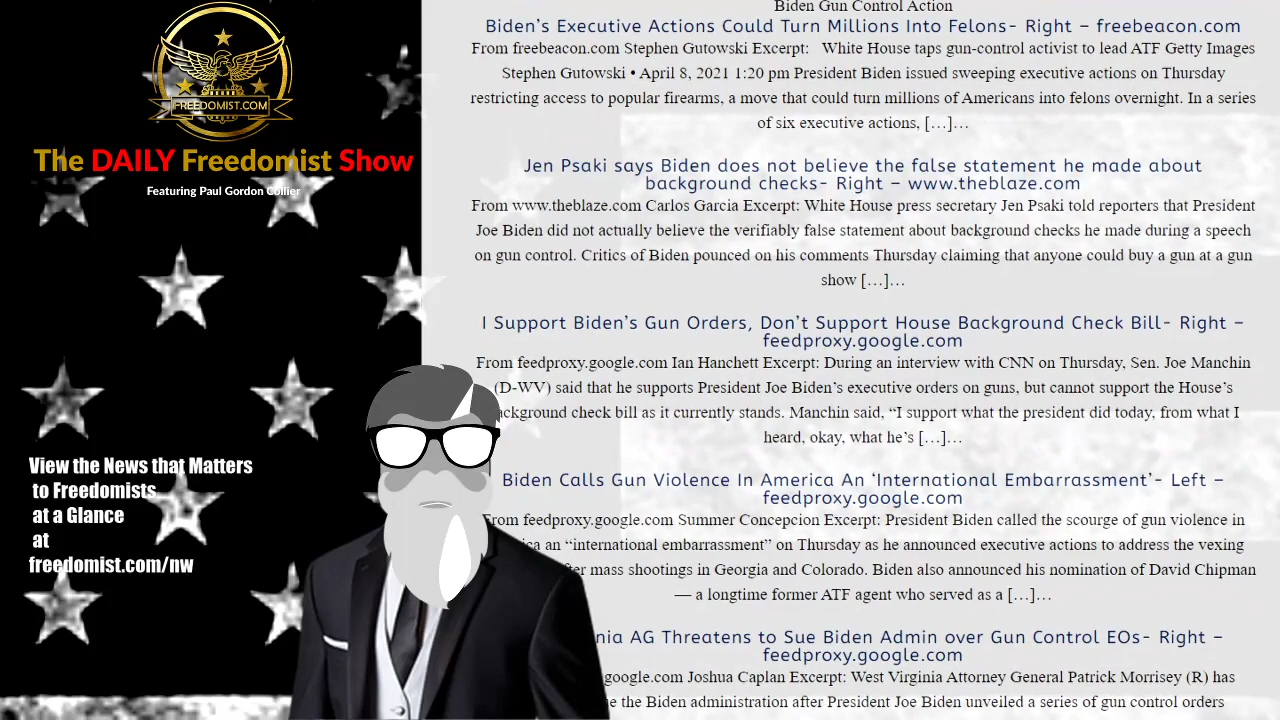 FREEDOMIST.COM
The DAILY Freedomist Show
Featuring Paul Gordon Collier
View the News that Matters
to Freedomists
at a Glance
at
freedomist.com/nw
Biden Gun Control Action
Biden’s Executive Actions Could Turn Millions Into Felons- Right – freebeacon.com
From freebeacon.com Stephen Gutowski Excerpt: White House taps gun-control activist to lead ATF Getty Images
Stephen Gutowski • April 8, 2021 1:20 pm President Biden issued sweeping executive actions on Thursday
restricting access to popular firearms, a move that could turn millions of Americans into felons overnight. In a series
of six executive actions, […]…
Jen Psaki says Biden does not believe the false statement he made about
background checks- Right – www.theblaze.com
From www.theblaze.com Carlos Garcia Excerpt: White House press secretary Jen Psaki told reporters that President
Joe Biden did not actually believe the verifiably false statement about background checks he made during a speech
on gun control. Critics of Biden pounced on his comments Thursday claiming that anyone could buy a gun at a gun
show […]…
I Support Biden’s Gun Orders, Don’t Support House Background Check Bill- Right –
feedproxy.google.com
From feedproxy.google.com Ian Hanchett Excerpt: During an interview with CNN on Thursday, Sen. Joe Manchin
(D-WV) said that he supports President Joe Biden’s executive orders on guns, but cannot support the House’s
ackground check bill as it currently stands. Manchin said, “I support what the president did today, from what I
heard, okay, what he’s […]…
Biden Calls Gun Violence In America An ‘International Embarrassment’- Left –
feedproxy.google.com
From feedproxy.google.com Summer Concepcion Excerpt: President Biden called the scourge of gun violence in
ica an “international embarrassment” on Thursday as he announced executive actions to address the vexing
fter mass shootings in Georgia and Colorado. Biden also announced his nomination of David Chipman
— a longtime former ATF agent who served as a […]…
nia AG Threatens to Sue Biden Admin over Gun Control EOs- Right –
feedproxy.google.com
google.com Joshua Caplan Excerpt: West Virginia Attorney General Patrick Morrisey (R) has
the Biden administration after President Joe Biden unveiled a series of gun control orders